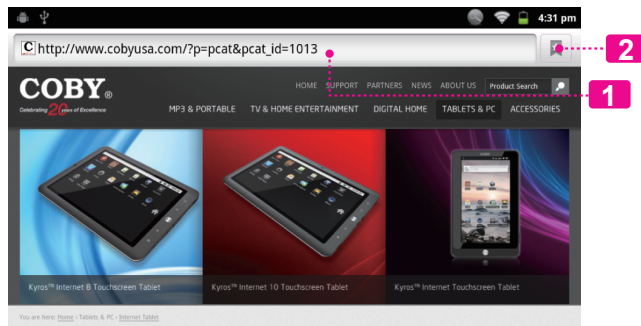 4:31 pm
C http://www.cobyusa.com/?p=pcat&pcat_id=1013
2
1
COBY®
Celebrating 20 years of Excellence
HOME SUPPORT PARTNERS NEWS ABOUT US Product Search
MP3 & PORTABLE TV & HOME ENTERTAINMENT DIGITAL HOME TABLETS & PC ACCESSORIES
Kyros™ Internet 8 Touchscreen Tablet
Kyros™ Internet 10 Touchscreen Tablet
Kyros™ Internet Touchscreen Tablet
You are here: Home › Tablets & PC › Internet Tablet